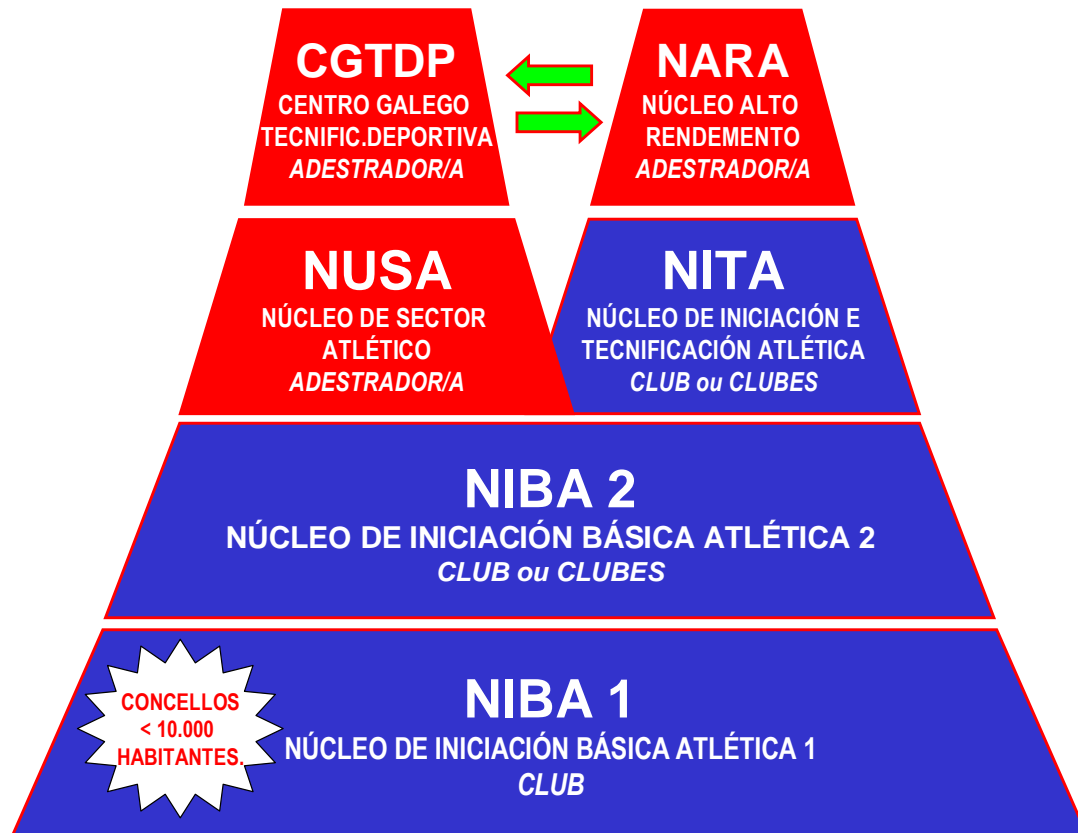 CGTDP
CENTRO GALEGO
TECNIFIC.DEPORTIVA
ADESTRADOR/A
NARA
NÚCLEO ALTO
RENDEMENTO
ADESTRADOR/A
NUSA
NÚCLEO DE SECTOR
ATLÉTICO
ADESTRADOR/A
NITA
NÚCLEO DE INICIACIÓN E
TECNIFICACIÓN ATLÉTICA
CLUB ou CLUBES
NIBA 2
NÚCLEO DE INICIACIÓN BÁSICA ATLÉTICA 2
CLUB ou CLUBES
CONCELLOS
< 10.000
HABITANTES.
NIBA 1
NÚCLEO DE INICIACIÓN BÁSICA ATLÉTICA 1
CLUB